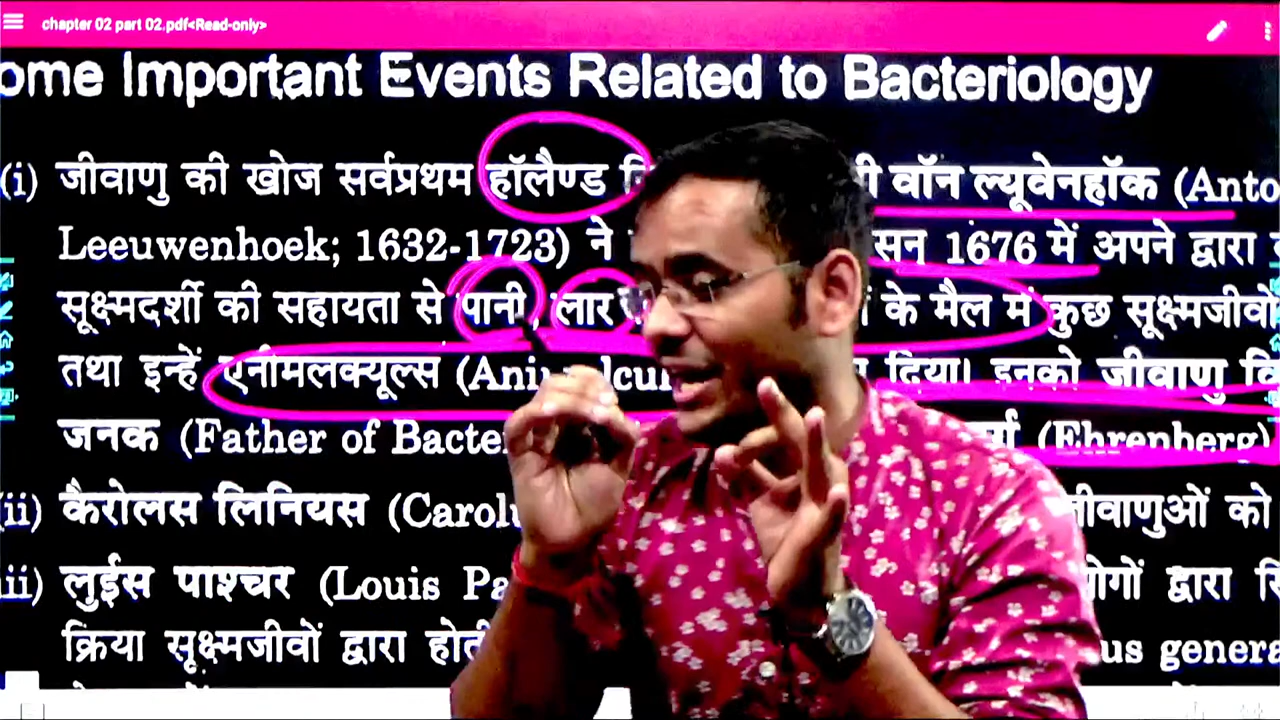 chapter 02 part 02.pdf<Read-only>
ome Important Events Related to Bacteriology
(i) जीवाणु की खोज सर्वप्रथम हॉलैण्ड वॉन ल्यूवेनहॉक (Anto
Leeuwenhoek; 1632-1723) ने सन 1676 में अपने द्वारा
सूक्ष्मदर्शी की सहायता से पानी, लार के मैल में कुछ सूक्ष्मजीवों
तथा इन्हें एनीमलक्यूल्स दिया। इनको जीवाणु वि
जनक (Father of Bacte (Ehrenberg)
ii) कैरोलस लिनियस (Carolu जीवाणुओं को
iii) लुईस पाश्चर (Louis Pa द्वारा
क्रिया सूक्ष्मजीवों द्वारा होती us genera